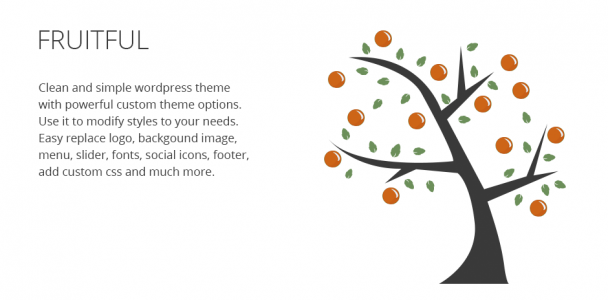 FRUITFUL
Clean and simple wordpress theme
with powerful custom theme options.
Use it to modify styles to your needs.
Easy replace logo, backgound image,
menu, slider, fonts, social icons, footer,
add custom css and much more.